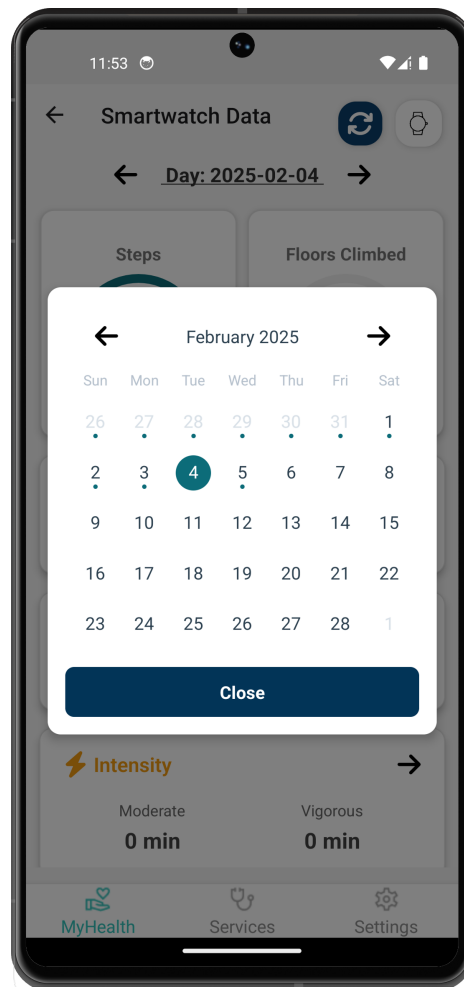 11:53
Smartwatch Data
Day: 2025-02-04
Steps Floors Climbed
February 2025
Sun Mon Tue Wed Thu Fri Sat
26 27 28 29 30 31 1
2 3 4 5 6 7 8
9 10 11 12 13 14 15
16 17 18 19 20 21 22
23 24 25 26 27 28 1
Close
Intensity
Moderate Vigorous
0 min 0 min
MyHealth Services Settings